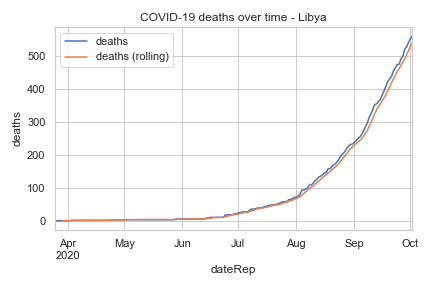 COVID-19 deaths over time - Libya
deaths
deaths (rolling)
500
400
300
200
100
0
deaths
Apr
2020
May
Jun
Jul
Aug
Sep
Oct
dateRep